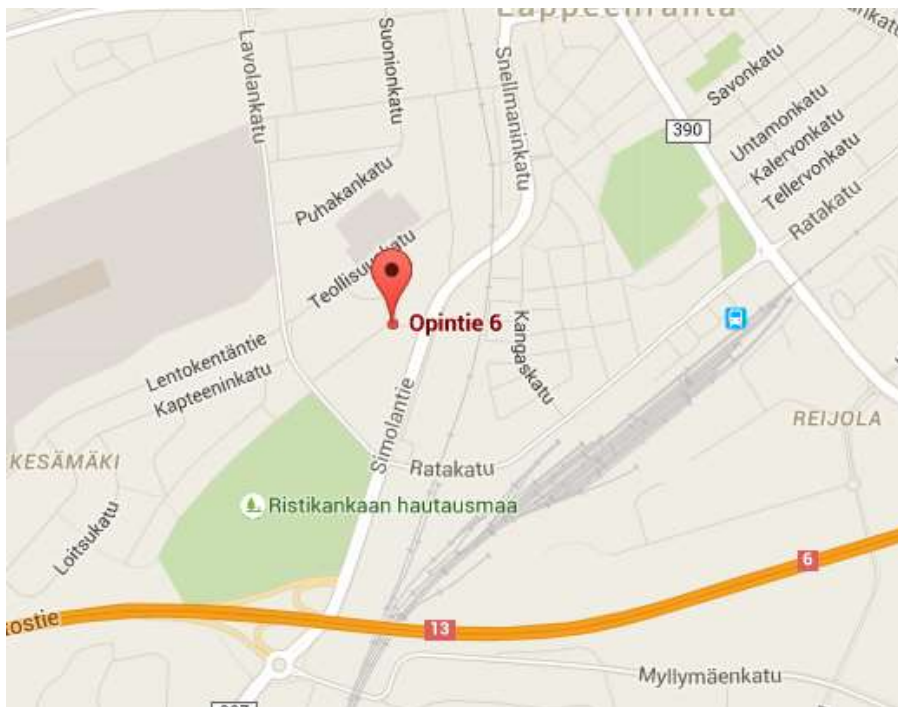 Lappeenranta
Lavolankatu
Suonionkatu
Snellmaninkatu
Savonkatu
390
Untamonkatu
Kalervonkatu
Tellervonkatu
Ratakatu
Puhakankatu
Opintie 6
Kangaskatu
Lentokentäntie
Kapteeninkatu
Simolantie
REIJOLA
KESÄMÄKI
Ratakatu
Ristikankaan hautausmaa
Loitsukatu
6
13
Myllymäenkatu